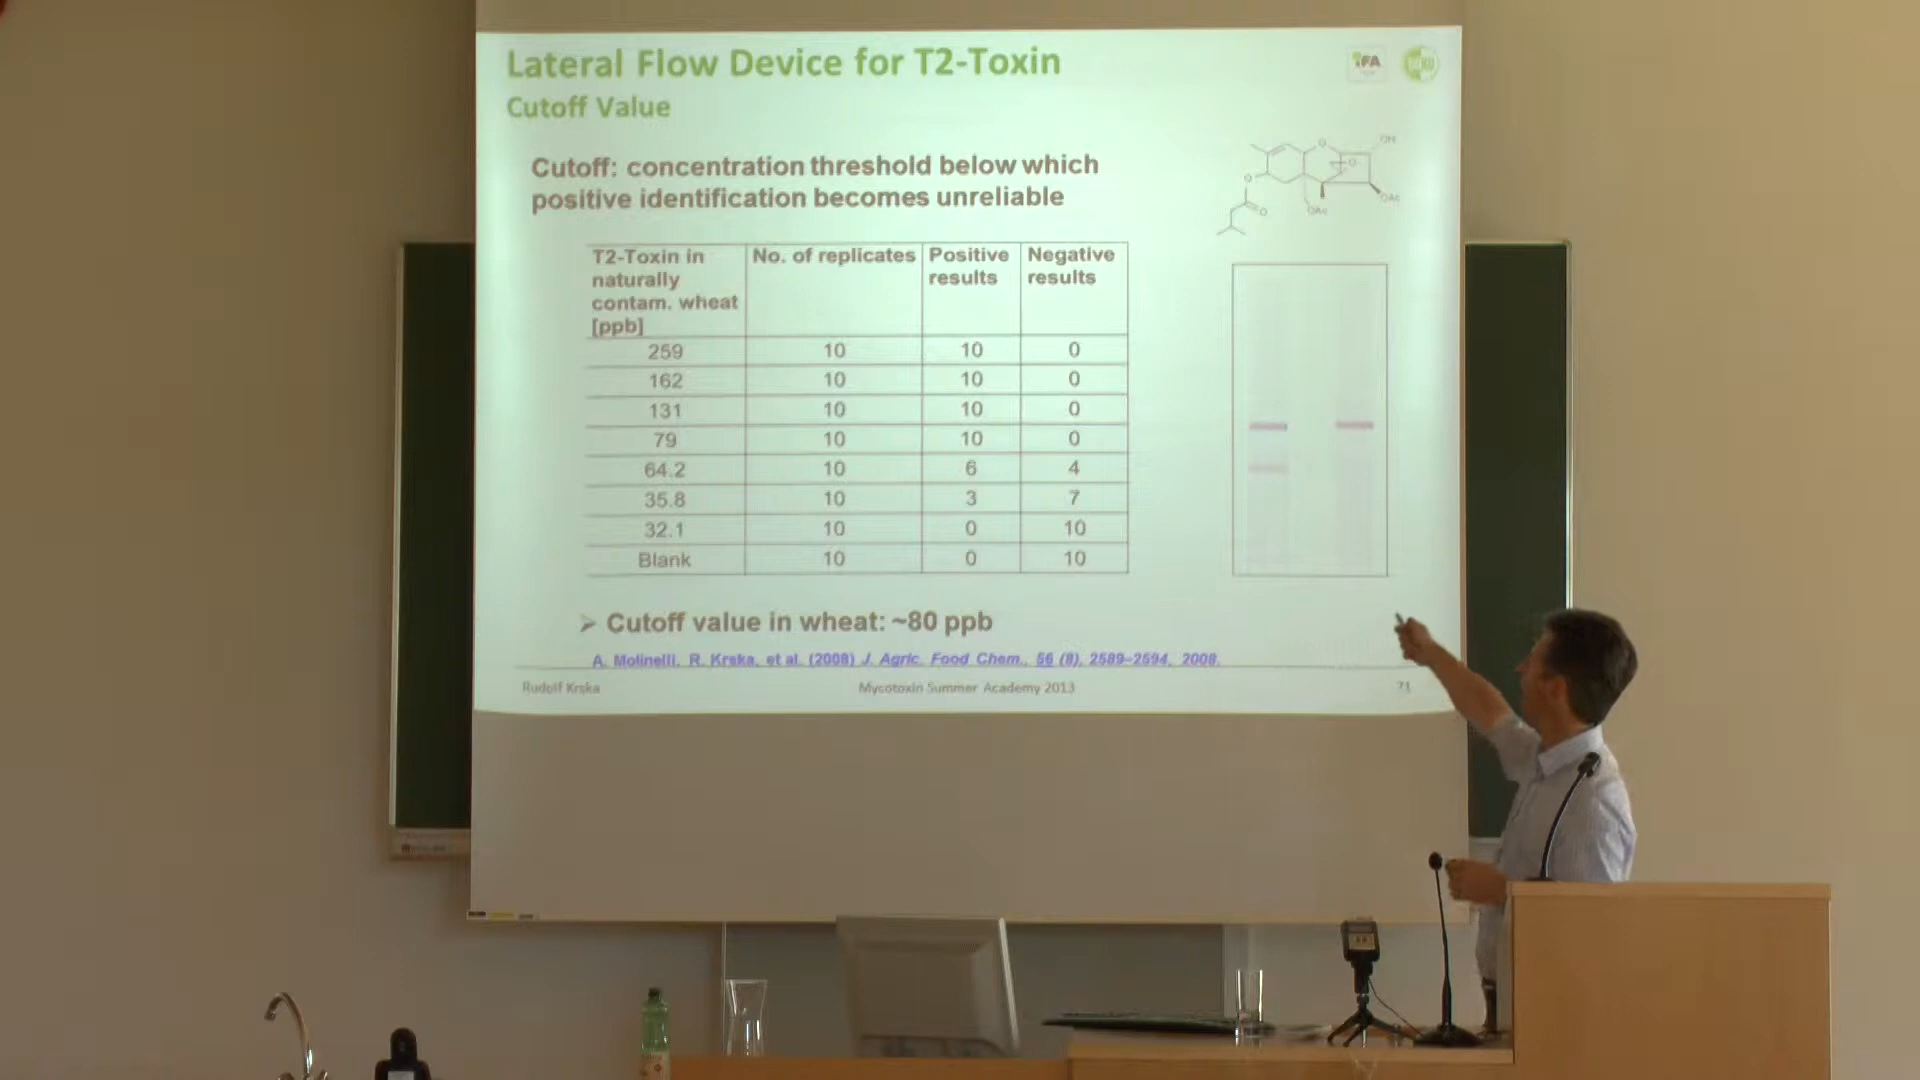 Lateral Flow Device for T2-Toxin
Cutoff Value
iFA
Cutoff: concentration threshold below which
positive identification becomes unreliable
OH
O
O
O
O
OAc
OAc
T2-Toxin in
naturally
contam. wheat
[ppb]
No. of replicates
Positive
results
Negative
results
259 10 10 0
162 10 10 0
131 10 10 0
79 10 10 0
64.2 10 6 4
35.8 10 3 7
32.1 10 0 10
Blank 10 0 10
➢ Cutoff value in wheat: ~80 ppb
A. Molinelli, R. Krska, et al. (2008) J. Agric. Food Chem., 56 (8), 2589–2594, 2008.
Rudolf Krska Mycotoxin Summer Academy 2013 71